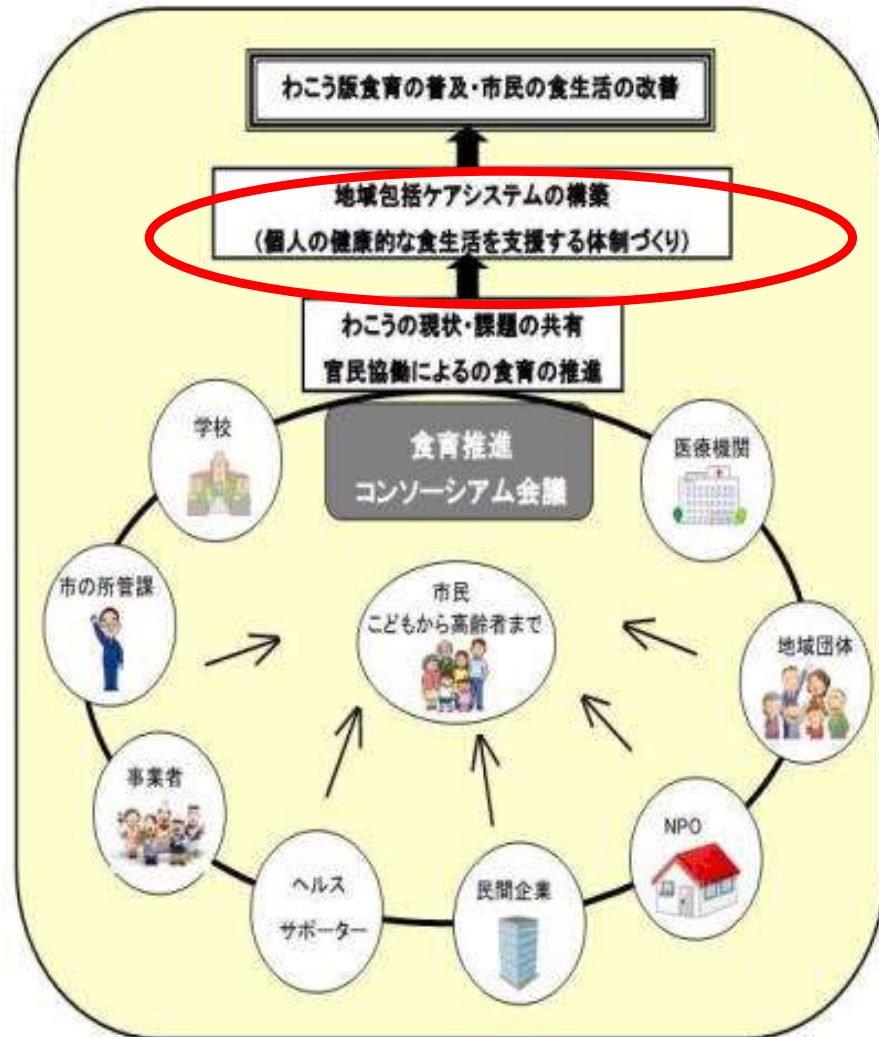 わこう版食育の普及・市民の食生活の改善
地域包括ケアシステムの構築
(個人の健康的な食生活を支援する体制づくり)
わこうの現状・課題の共有
官民協働によるの食育の推進
食育推進
コンソーシアム会議
学校
医療機関
市の所管課
市民
こどもから高齢者まで
地域団体
事業者
NPO
ヘルス
サポーター
民間企業